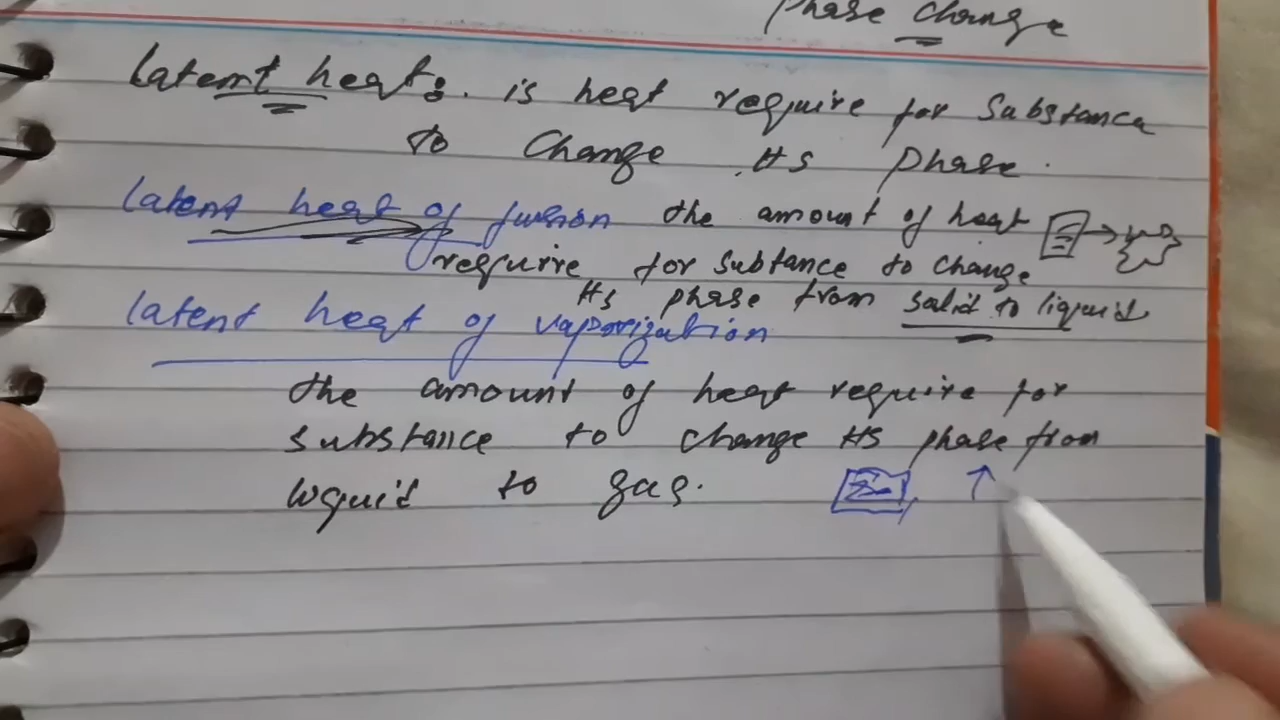 Phase Change
latent heat: is heat require for Substance
to Change its phase.
latent heat of fusion the amount of heat
require for Subtance to change
its phase from solid to liquid
latent heat of vaporization
the amount of heat require for
substance to change its phase from
liquid to gas.